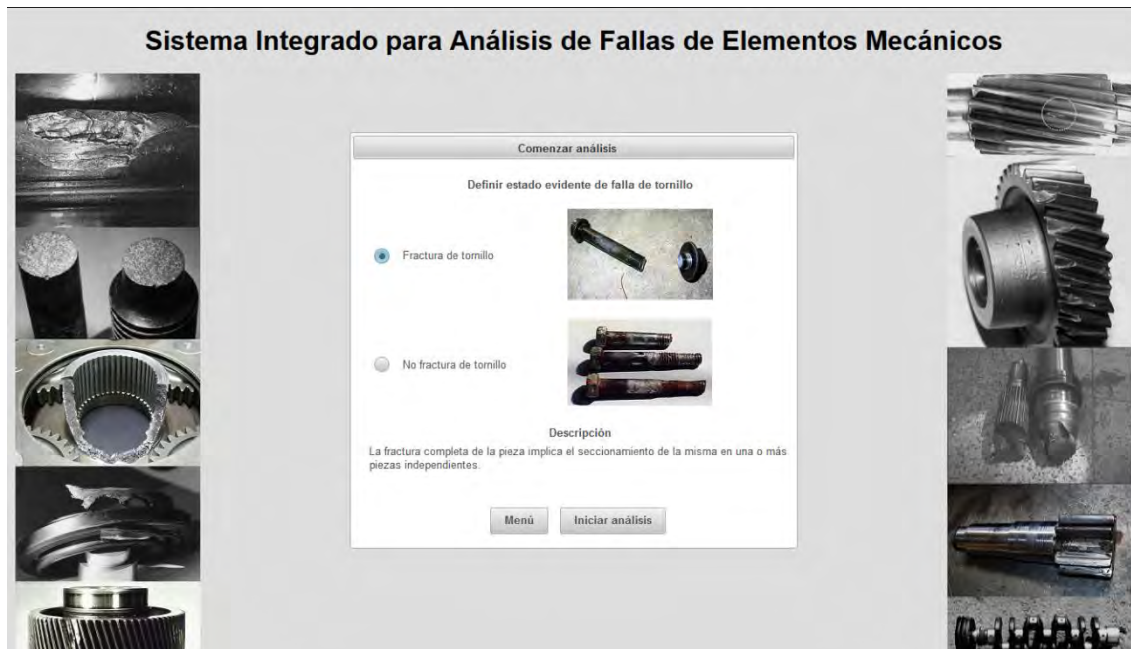 Sistema Integrado para Análisis de Fallas de Elementos Mecánicos
Comenzar análisis
Definir estado evidente de falla de tornillo
Fractura de tornillo
No fractura de tornillo
Descripción
La fractura completa de la pieza implica el seccionamiento de la misma en una o más
piezas independientes.
Menú
Iniciar análisis